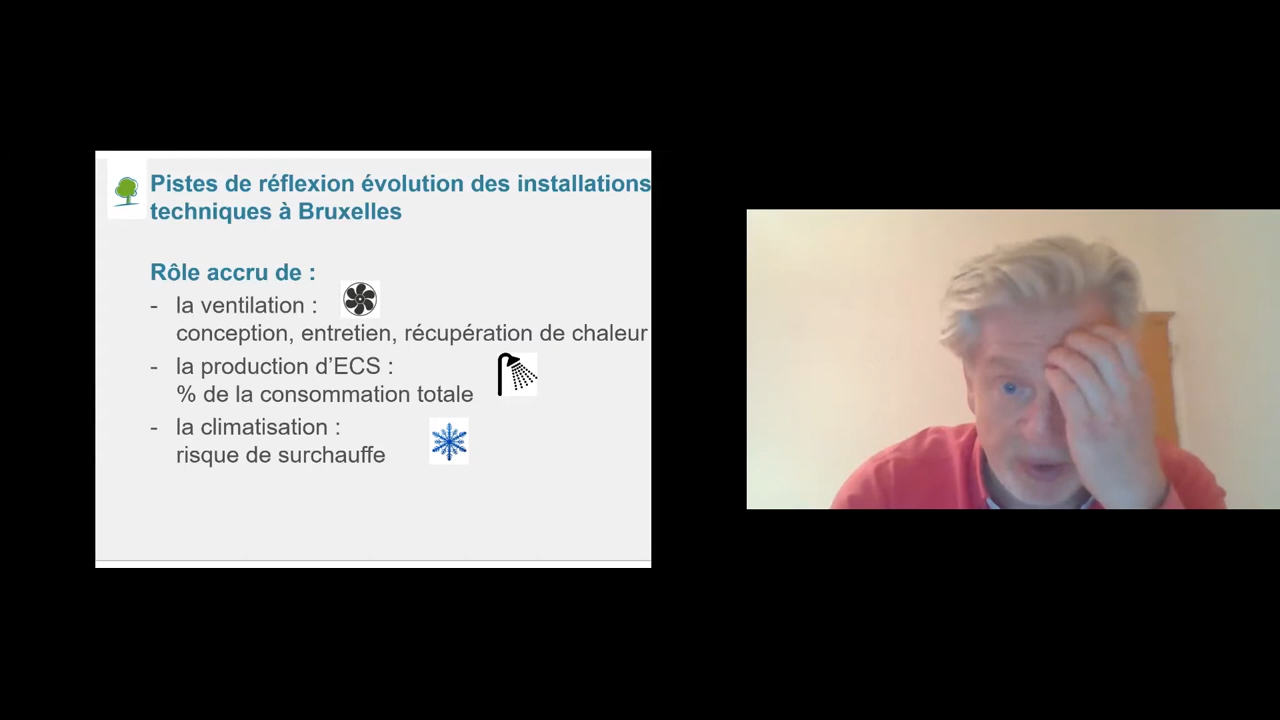 Pistes de réflexion évolution des installations
techniques à Bruxelles
Rôle accru de :
- la ventilation :
conception, entretien, récupération de chaleur
- la production d’ECS :
% de la consommation totale
- la climatisation :
risque de surchauffe